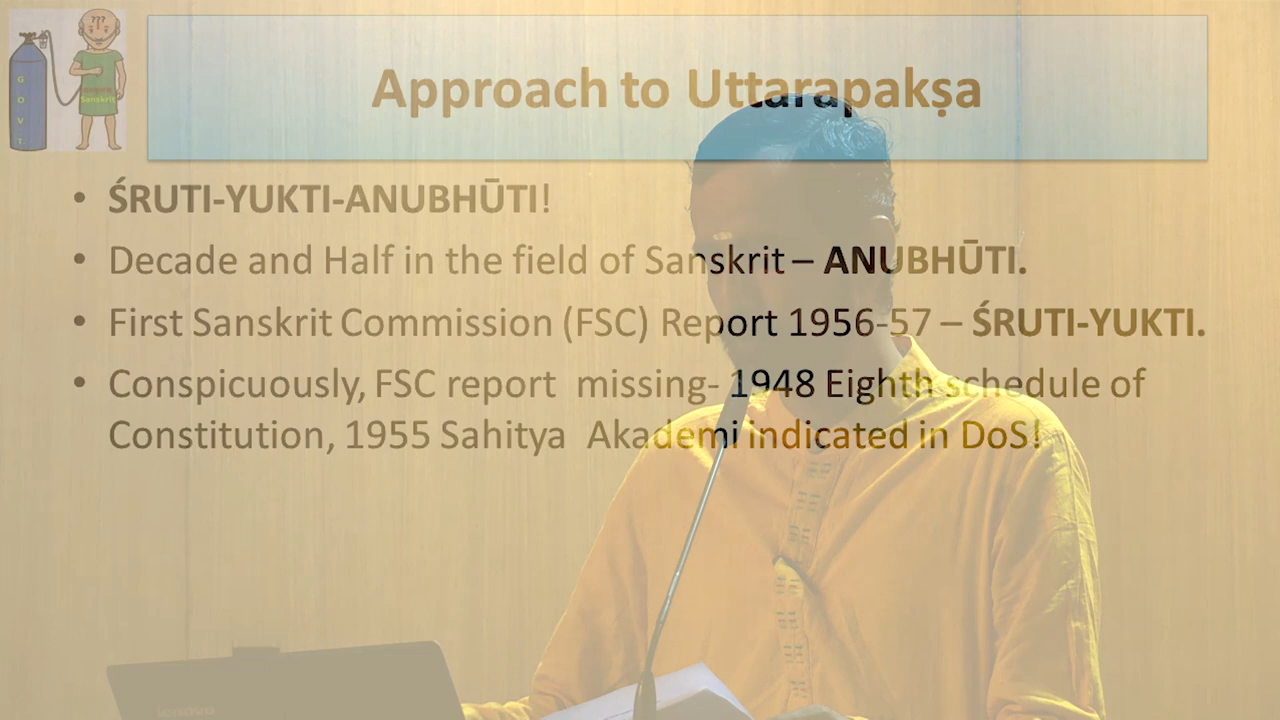 Approach to Uttarapakṣa
• ŚRUTI-YUKTI-ANUBHŪTI!
• Decade and Half in the field of Sanskrit – ANUBHŪTI.
• First Sanskrit Commission (FSC) Report 1956-57 – ŚRUTI-YUKTI.
• Conspicuously, FSC report missing- 1948 Eighth schedule of
Constitution, 1955 Sahitya Akademi indicated in DoS!
G
O
V
T
Sanskrit
lenovo